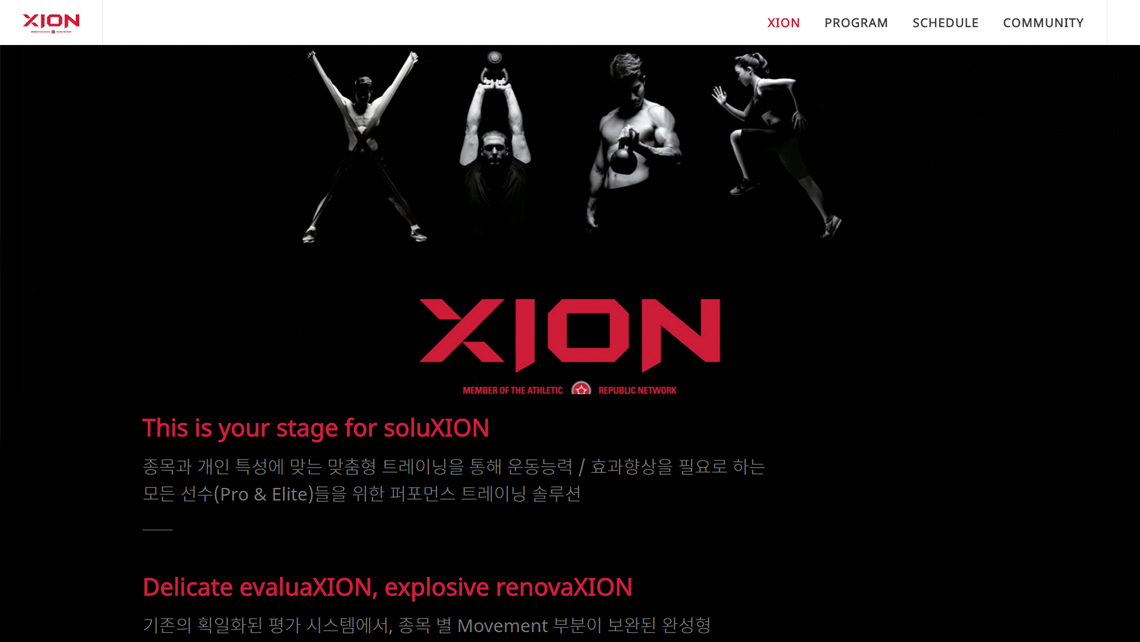 XION
XION PROGRAM SCHEDULE COMMUNITY
XION
MEMBER OF THE ATHLETIC REPUBLIC NETWORK
This is your stage for soluXION
종목과 개인 특성에 맞는 맞춤형 트레이닝을 통해 운동능력 / 효과향상을 필요로 하는
모든 선수(Pro & Elite)들을 위한 퍼포먼스 트레이닝 솔루션
Delicate evaluaXION, explosive renovaXION
기존의 획일화된 평가 시스템에서, 종목 별 Movement 부분이 보완된 완성형